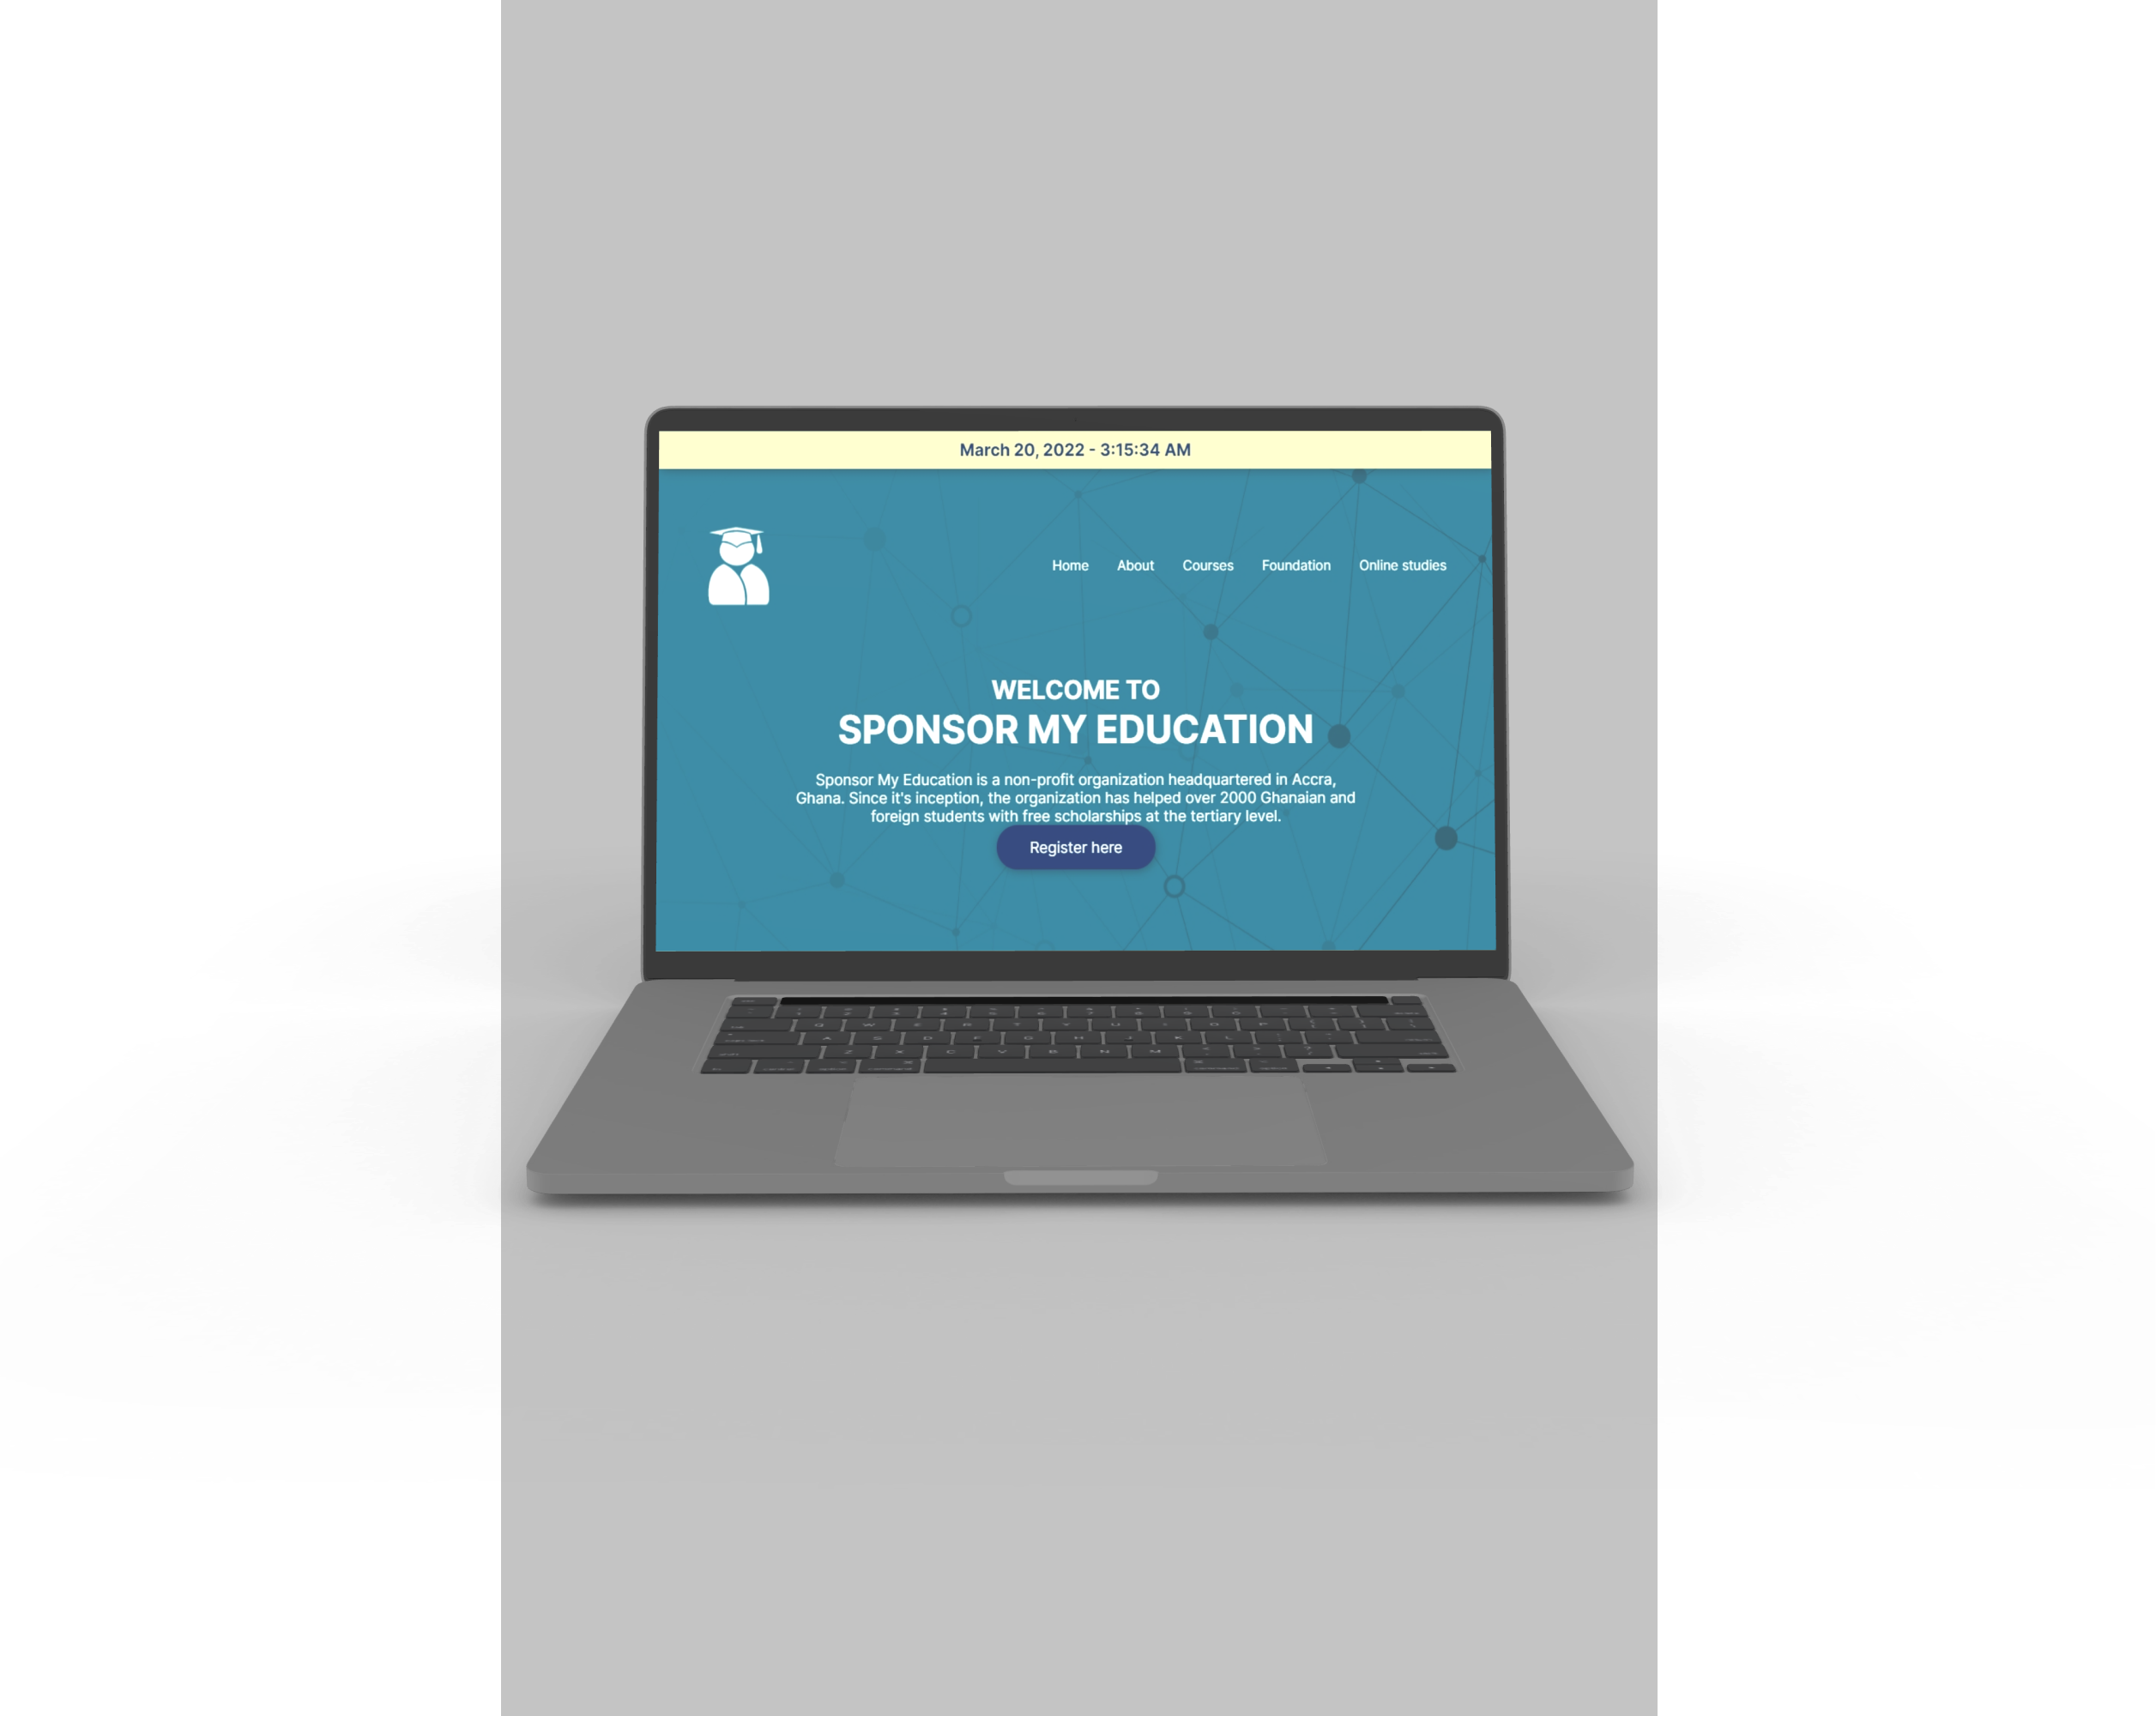 March 20, 2022 - 3:15:34 AM
Home About Courses Foundation Online studies
WELCOME TO
SPONSOR MY EDUCATION
Sponsor My Education is a non-profit organization headquartered in Accra,
Ghana. Since it's inception, the organization has helped over 2000 Ghanaian and
foreign students with free scholarships at the tertiary level.
Register here